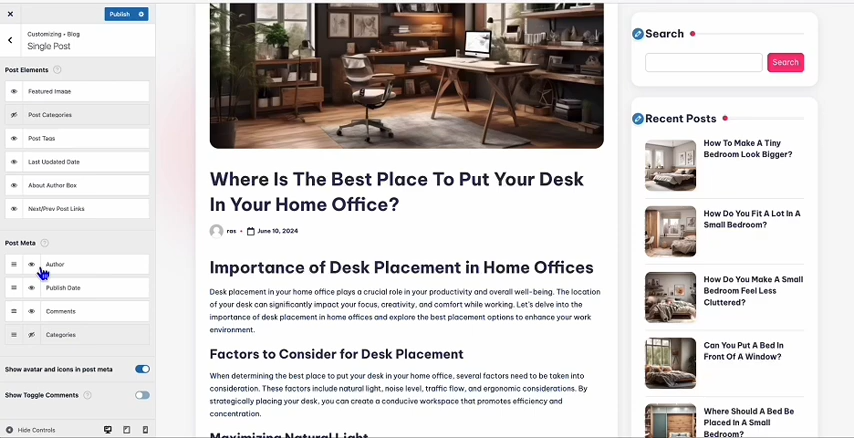 Publish
Customizing • Blog
Single Post
Post Elements
Featured Image
Post Categories
Post Tags
Last Updated Date
About Author Box
Next/Prev Post Links
Post Meta
Author
Publish Date
Comments
Categories
Show avatar and icons in post meta
Show Toggle Comments
Hide Controls
Where Is The Best Place To Put Your Desk
In Your Home Office?
ras • June 10, 2024
Importance of Desk Placement in Home Offices
Desk placement in your home office plays a crucial role in your productivity and overall well-being. The location
of your desk can significantly impact your focus, creativity, and comfort while working. Let's delve into the
importance of desk placement in home offices and explore the best placement options to enhance your work
environment.
Factors to Consider for Desk Placement
When determining the best place to put your desk in your home office, several factors need to be taken into
consideration. These factors include natural light, noise level, traffic flow, and ergonomic considerations. By
strategically placing your desk, you can create a conducive workspace that promotes efficiency and
concentration.
Maximizing Natural Light
Search
Search
Recent Posts
How To Make A Tiny
Bedroom Look Bigger?
How Do You Fit A Lot In A
Small Bedroom?
How Do You Make A Small
Bedroom Feel Less
Cluttered?
Can You Put A Bed In
Front Of A Window?
Where Should A Bed Be
Placed In A Small
Bedroom?